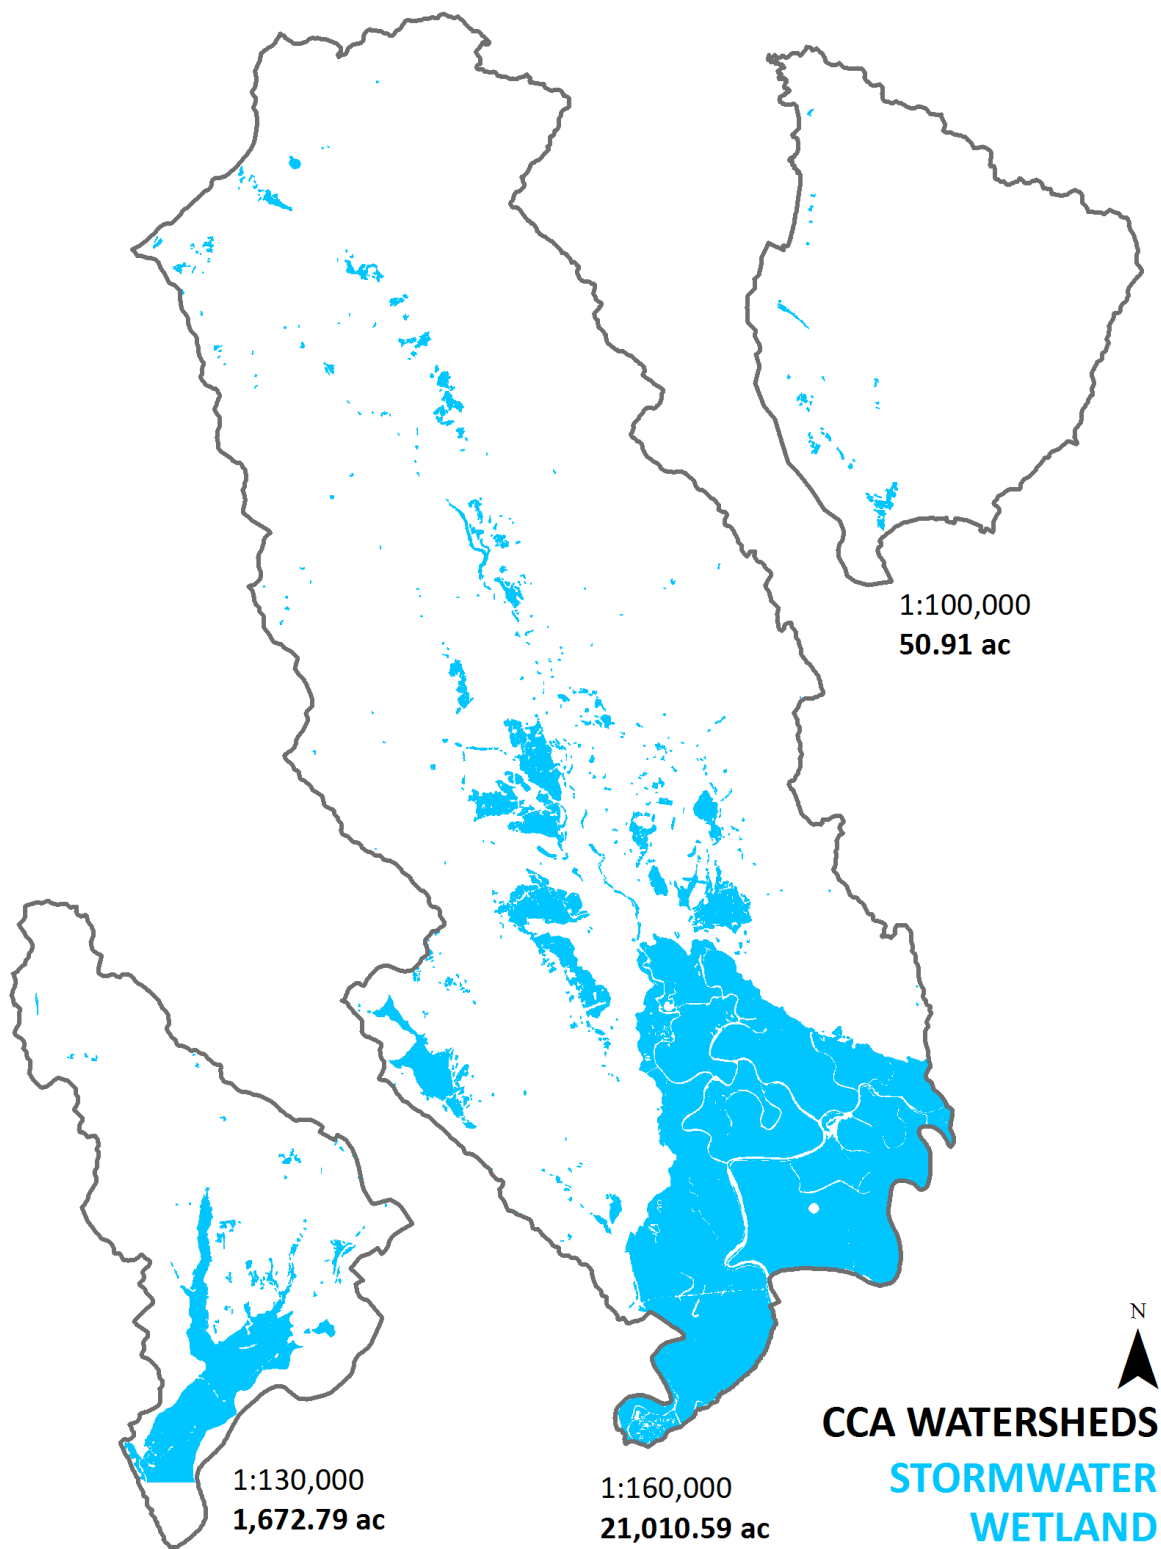 1:100,000
50.91 ac
N
CCA WATERSHEDS
STORMWATER
WETLAND
1:130,000
1,672.79 ac
1:160,000
21,010.59 ac